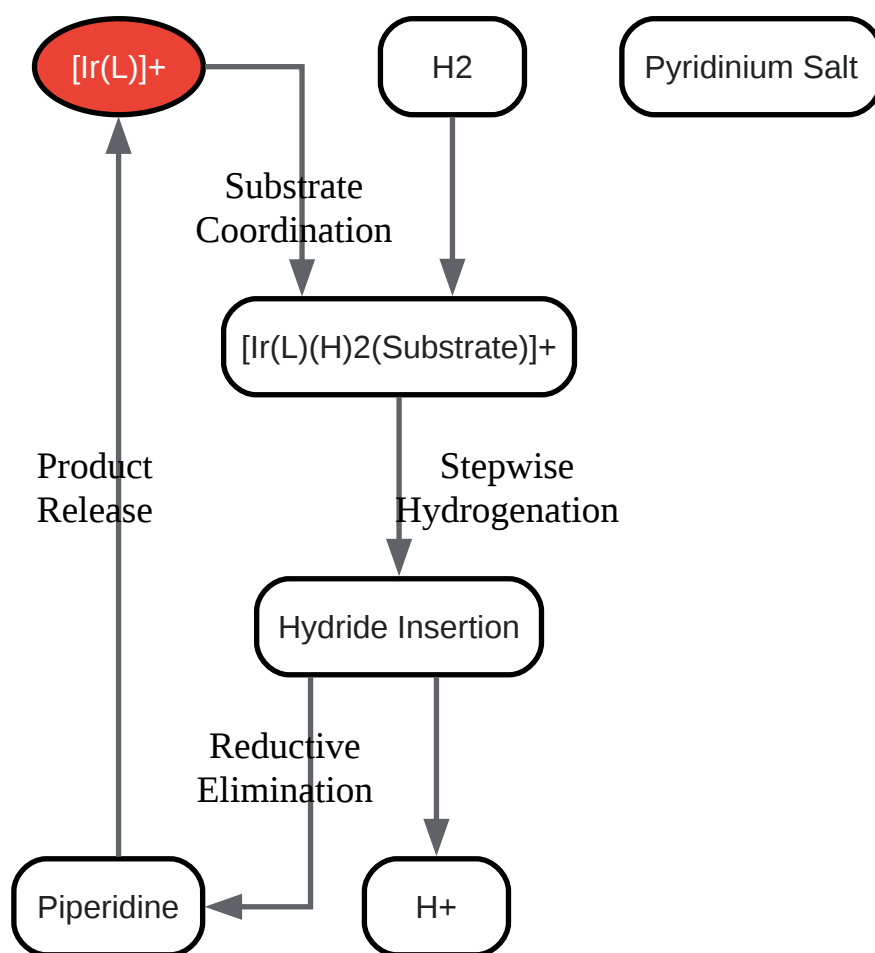 [Ir(L)]+
H2
Pyridinium Salt
Substrate
Coordination
[Ir(L)(H)2(Substrate)]+
Product
Release
Stepwise
Hydrogenation
Hydride Insertion
Reductive
Elimination
Piperidine
H+